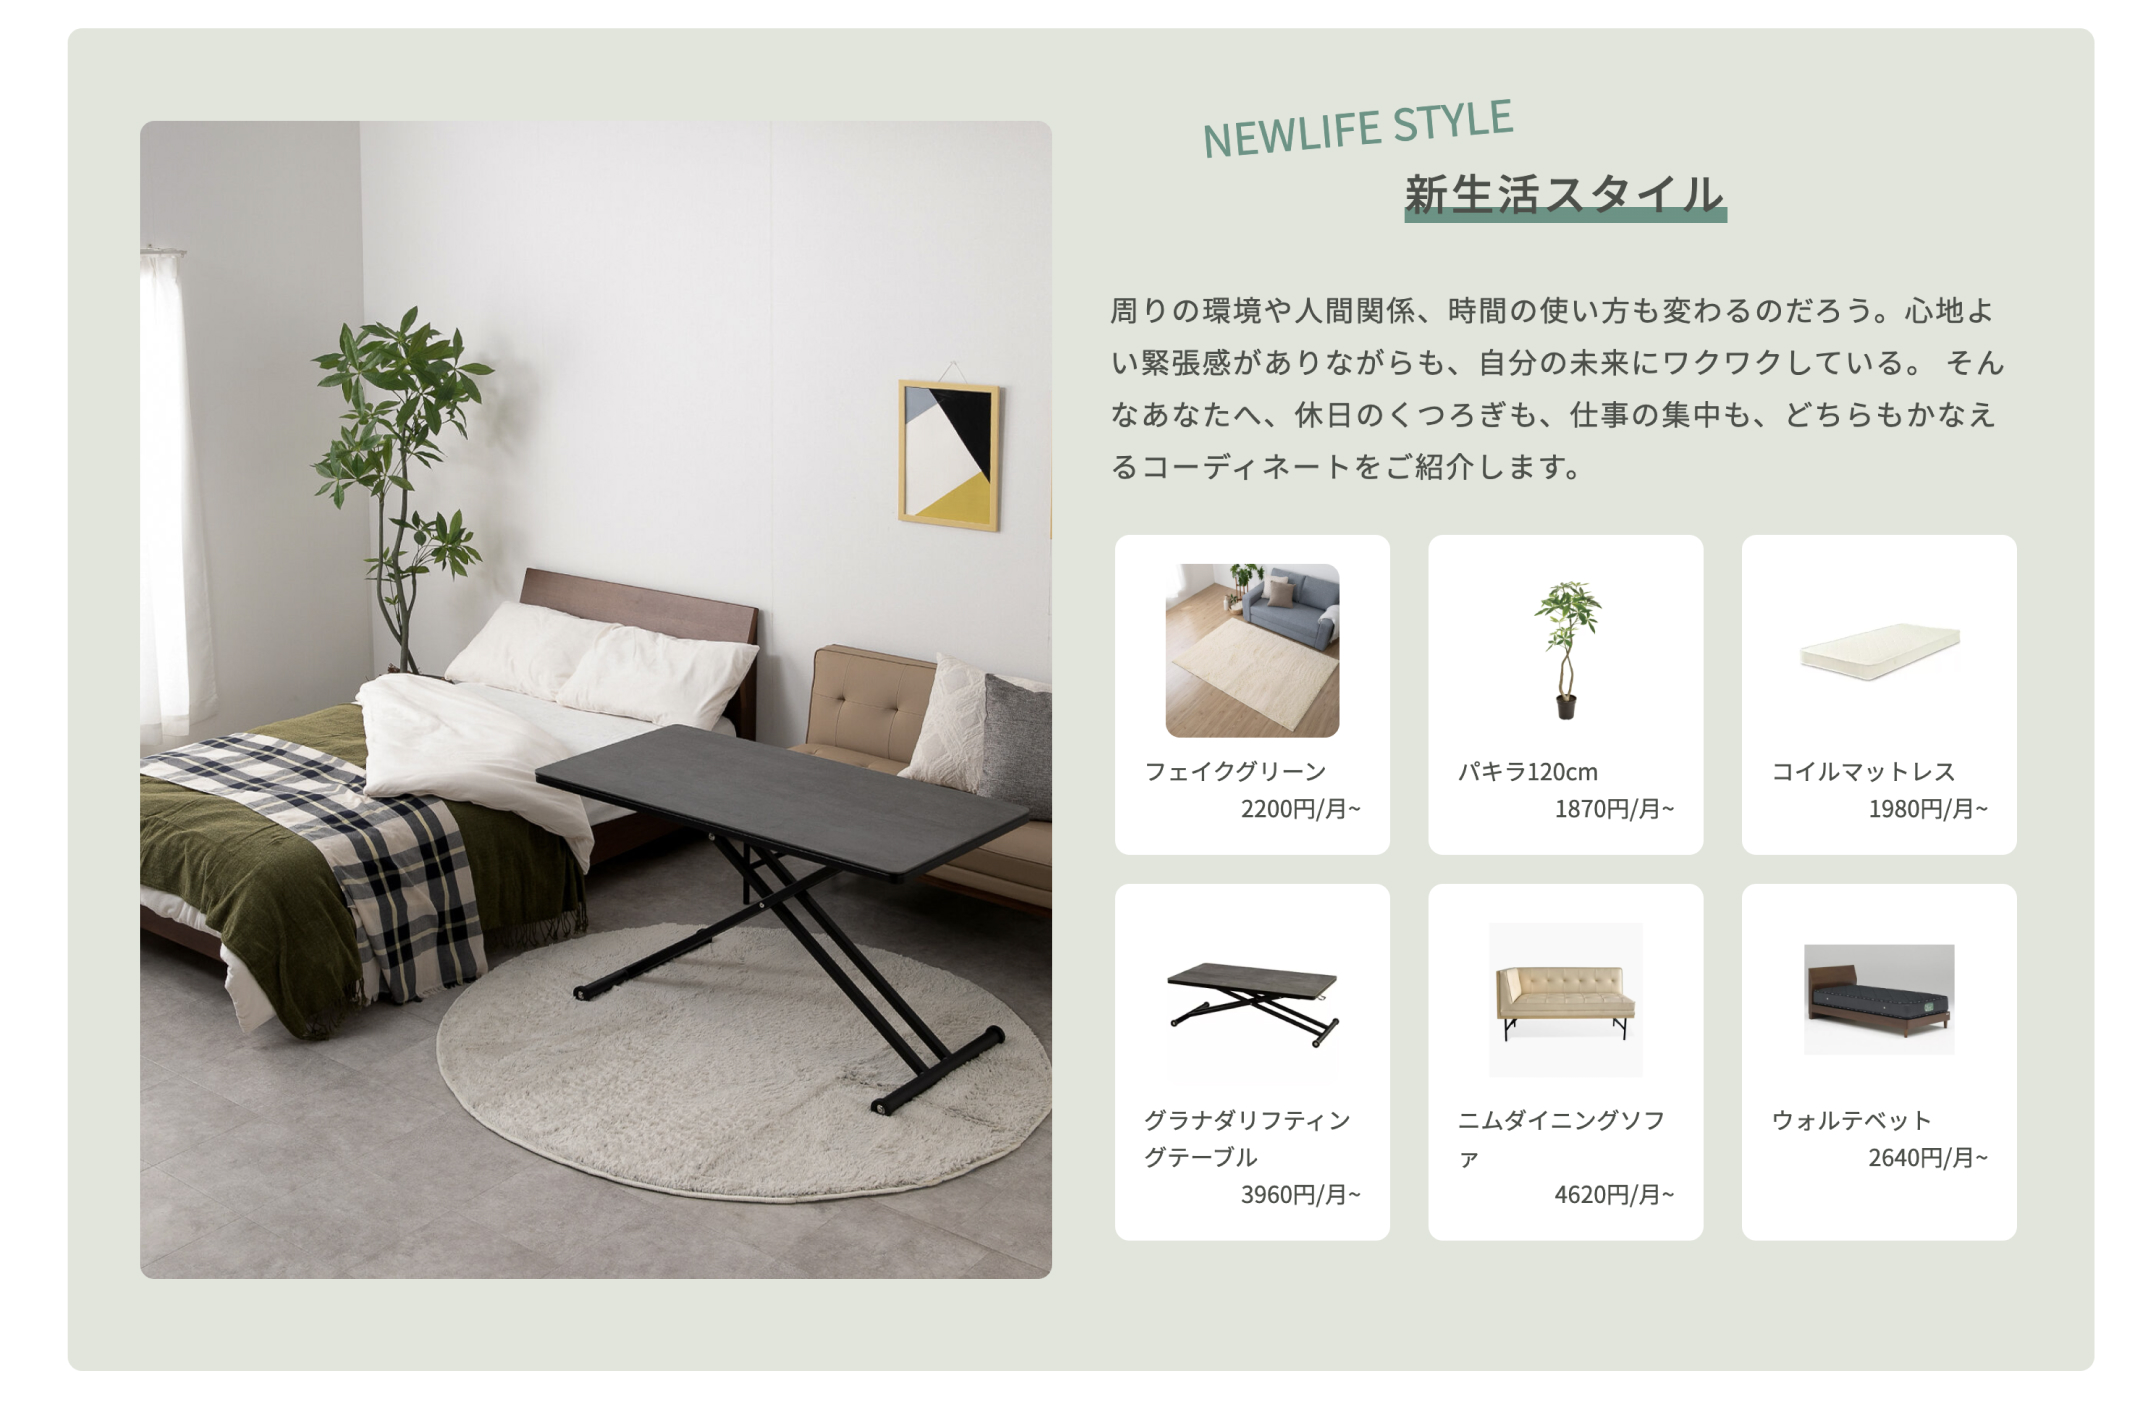 NEWLIFE STYLE
新生活スタイル
周りの環境や人間関係、時間の使い方も変わるのだろう。心地よ
い緊張感がありながらも、自分の未来にワクワクしている。 そん
なあなたへ、休日のくつろぎも、仕事の集中も、どちらもかなえ
るコーディネートをご紹介します。
フェイクグリーン
2200円/月~
パキラ120cm
1870円/月~
コイルマットレス
1980円/月~
グラナダリフティン
グテーブル
3960円/月~
ニムダイニングソフ
ァ
4620円/月~
ウォルテベット
2640円/月~